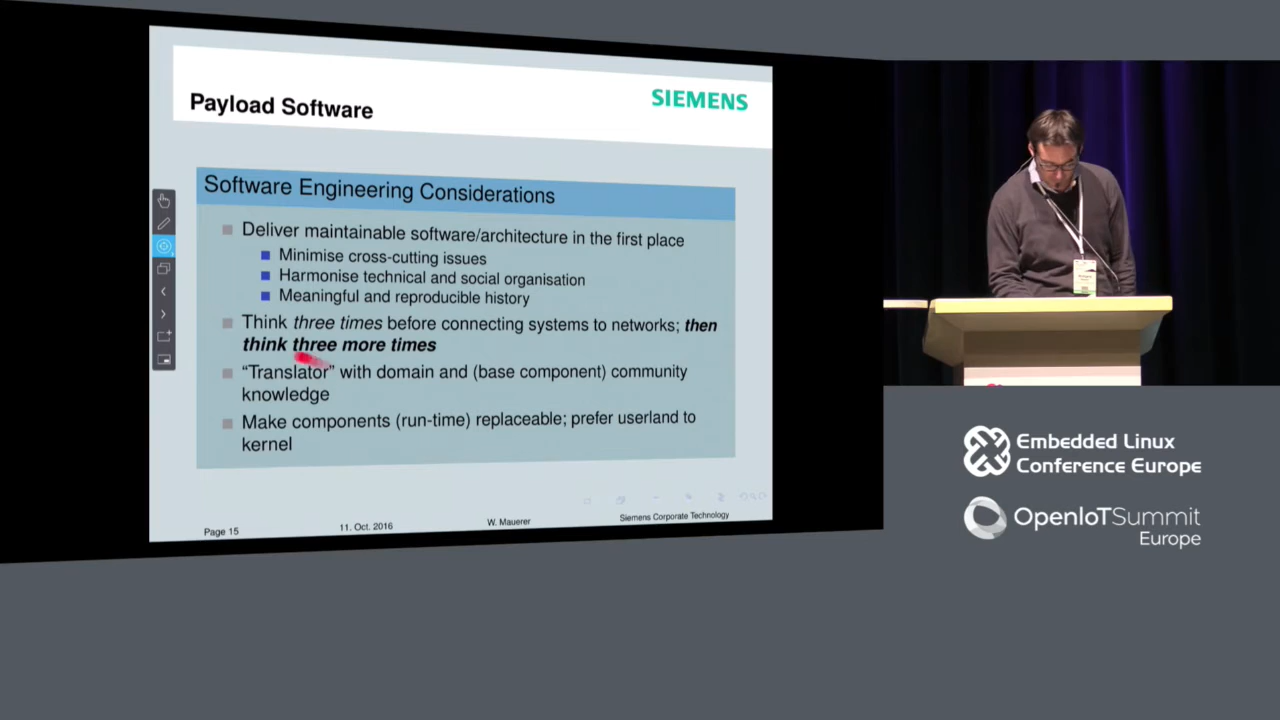 Payload Software
SIEMENS
Software Engineering Considerations
Deliver maintainable software/architecture in the first place
Minimise cross-cutting issues
Harmonise technical and social organisation
Meaningful and reproducible history
Think three times before connecting systems to networks; then
think three more times
“Translator” with domain and (base component) community
knowledge
Make components (run-time) replaceable; prefer userland to
kernel
Page 15
11. Oct. 2016
W. Mauerer
Siemens Corporate Technology
Embedded Linux
Conference Europe
OpenIoTSummit
Europe